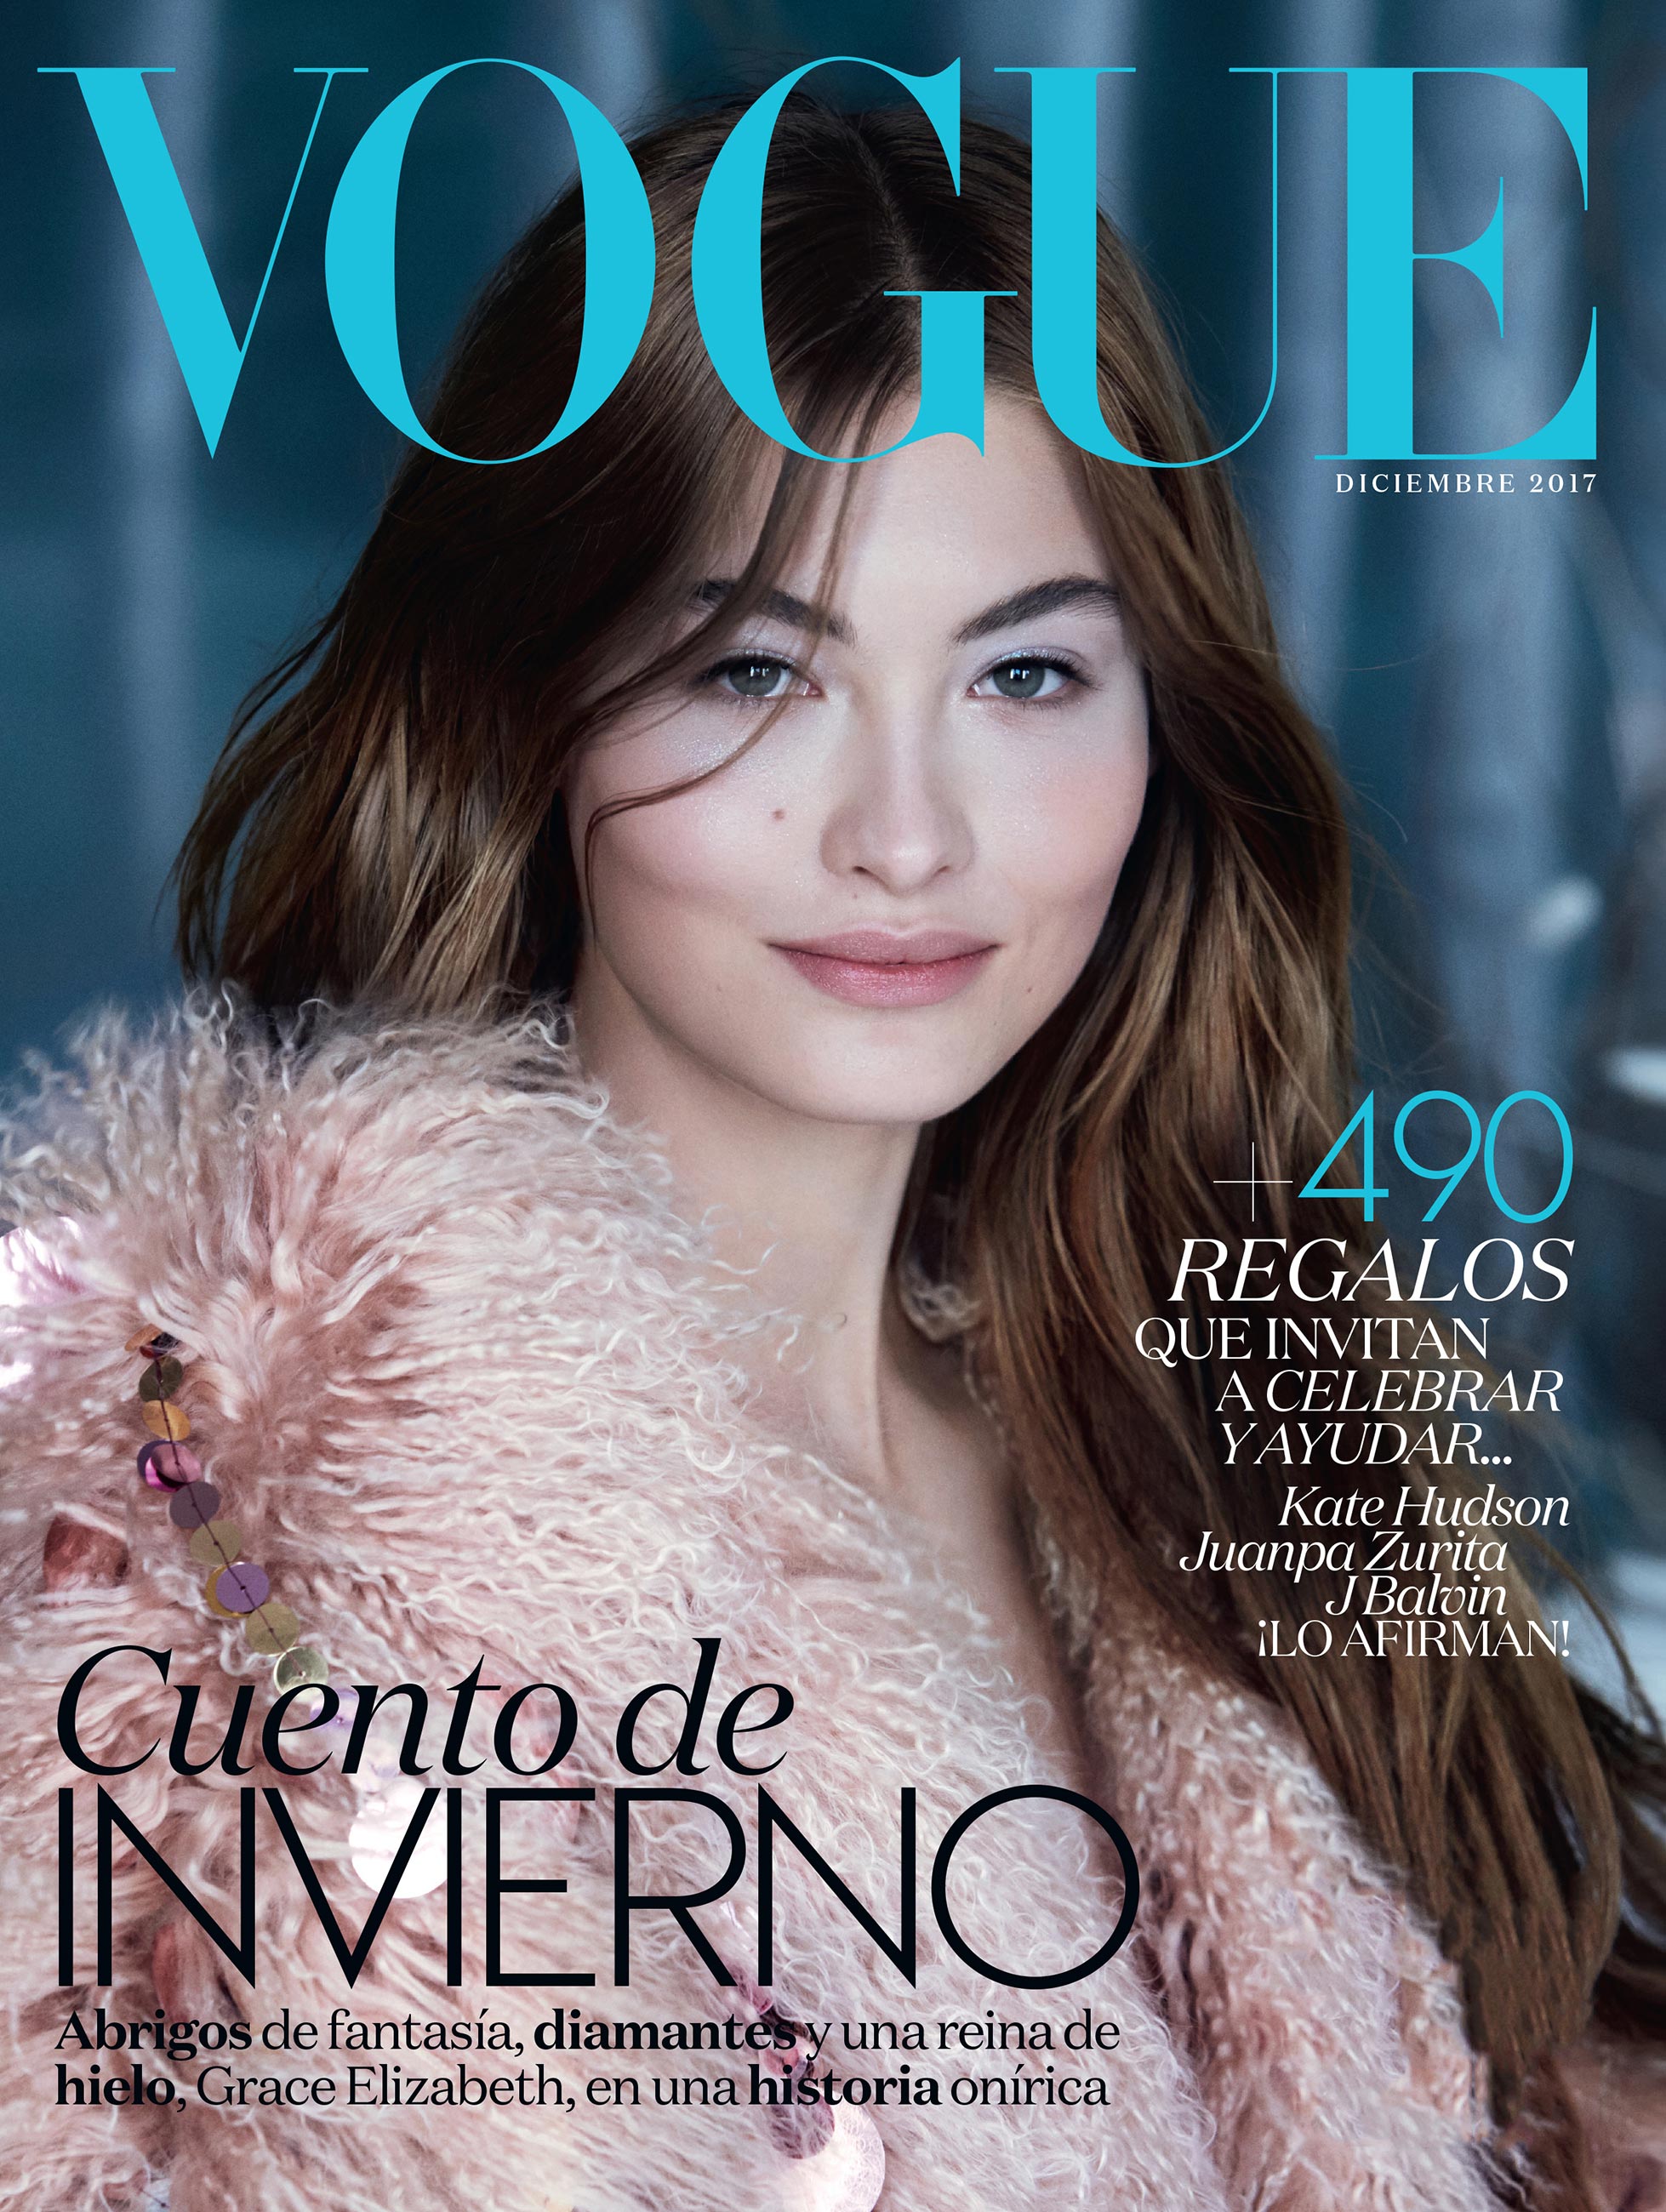 VOGUE
DICIEMBRE 2017
+490
REGALOS
QUE INVITAN
A CELEBRAR
Y AYUDAR...
Kate Hudson
Juanpa Zurita
J Balvin
¡LO AFIRMAN!
Cuento de
INVIERNO
Abrigos de fantasía, diamantes y una reina de
hielo, Grace Elizabeth, en una historia onírica